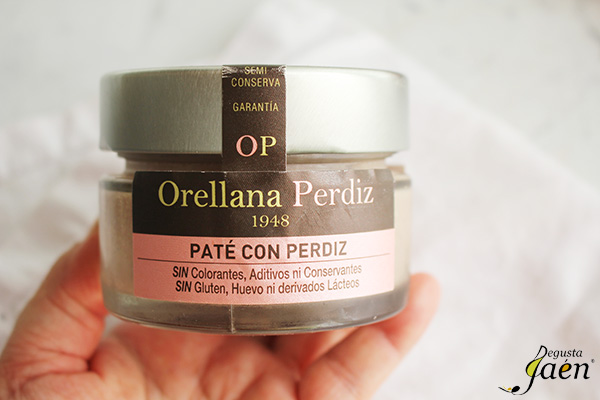 SEMI
CONSERVA
GARANTÍA
OP
Orellana Perdiz
1948
PATÉ CON PERDIZ
SIN Colorantes, Aditivos ni Conservantes
SIN Gluten, Huevo ni derivados Lácteos
Degusta
Jaén®